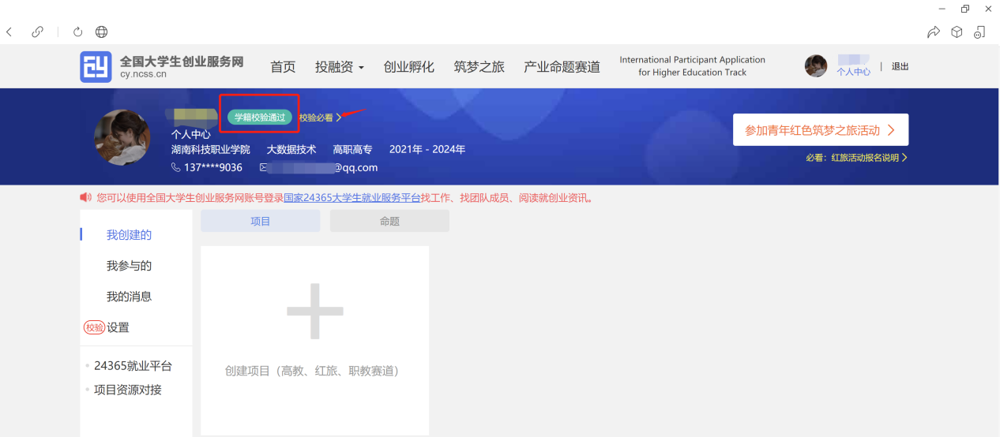 全国大学生创业服务网
cy.ncss.cn
首页 投融资 创业孵化 筑梦之旅 产业命题赛道
International Participant Application
for Higher Education Track
个人中心 | 退出
学籍校验通过 校验必看 >
个人中心
湖南科技职业学院 大数据技术 高职高专 2021年 - 2024年
137****9036 @qq.com
参加青年红色筑梦之旅活动 >
必看：红旅活动报名说明 >
您可以使用全国大学生创业服务网账号登录国家24365大学生就业服务平台找工作、找团队成员、阅读就创业资讯。
我创建的
我参与的
我的消息
校验 设置
24365就业平台
项目资源对接
项目 命题
创建项目（高教、红旅、职教赛道）